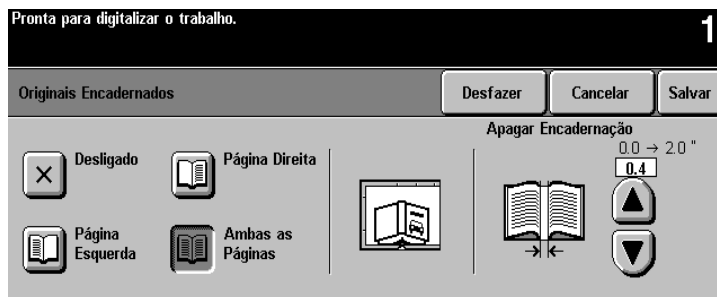 Pronta para digitalizar o trabalho.
1
Originais Encadernados
Desfazer
Cancelar
Salvar
Desligado
Página Direita
Página
Esquerda
Ambas as
Páginas
Apagar Encadernação
0.0 → 2.0 "
0.4